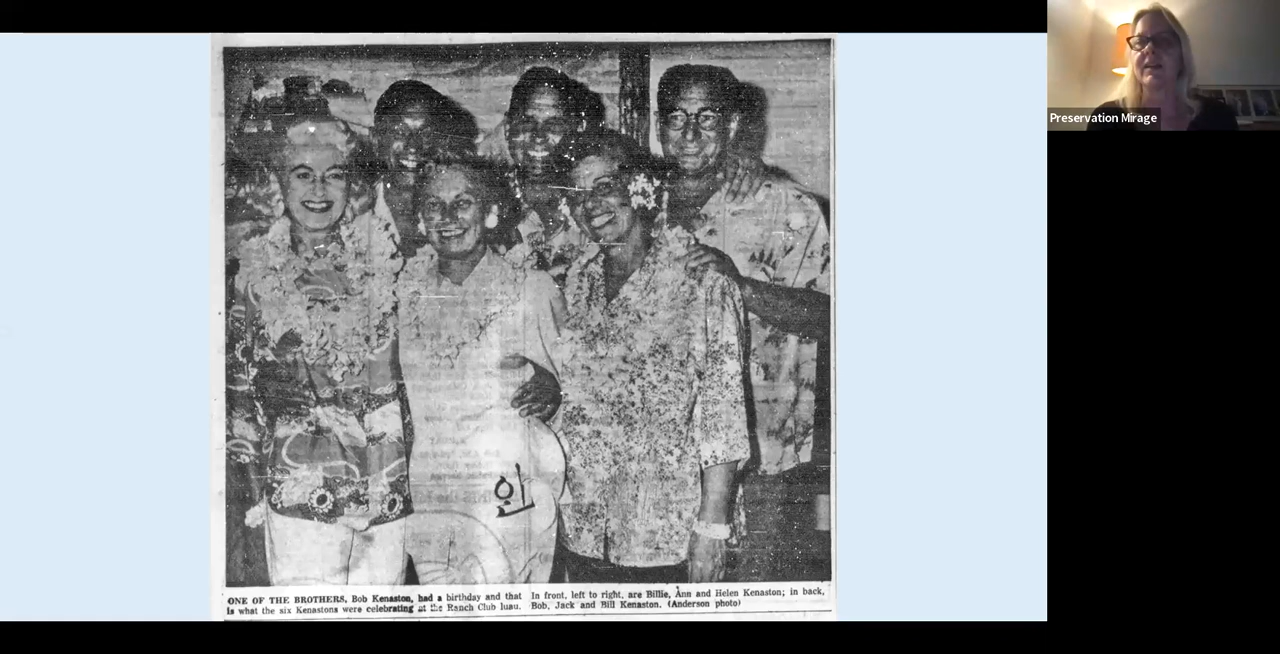 Preservation Mirage
인
ONE OF THE BROTHERS, Bob Kenaston, had a birthday and that
is what the six Kenastons were celebrating at the Ranch Club luau.
In front, left to right, are Billie, Ann and Helen Kenaston; in back,
Bob, Jack and Bill Kenaston. (Anderson photo)